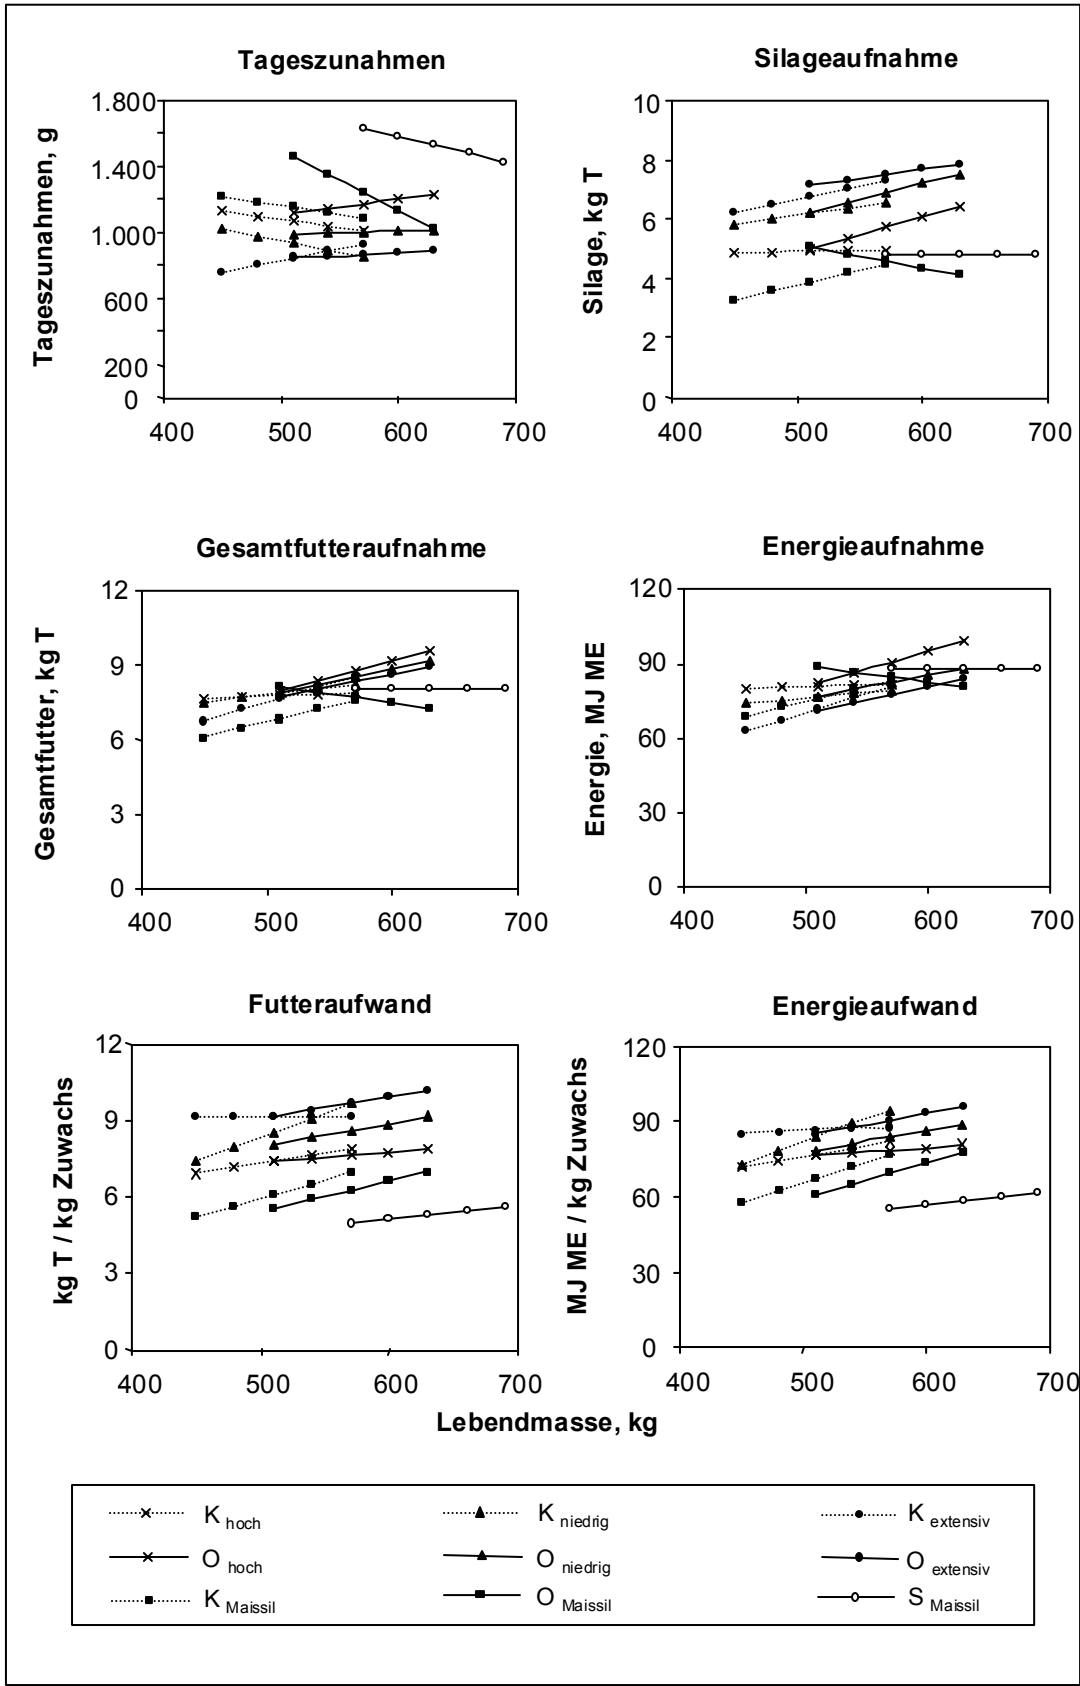 Tageszunahmen
Tageszunahmen, g
1.800
1.400
1.000
600
200
0
400 500 600 700
Silageaufnahme
Silage, kg T
10
8
6
4
2
0
400 500 600 700
Gesamtfutteraufnahme
Gesamtfutter, kg T
12
9
6
3
0
400 500 600 700
Energieaufnahme
Energie, MJ ME
120
90
60
30
0
400 500 600 700
Futteraufwand
kg T / kg Zuwachs
12
9
6
3
0
400 500 600 700
Energieaufwand
MJ ME / kg Zuwachs
120
90
60
30
0
400 500 600 700
Lebendmasse, kg
K hoch K niedrig K extensiv
O hoch O niedrig O extensiv
K Maissil O Maissil S Maissil